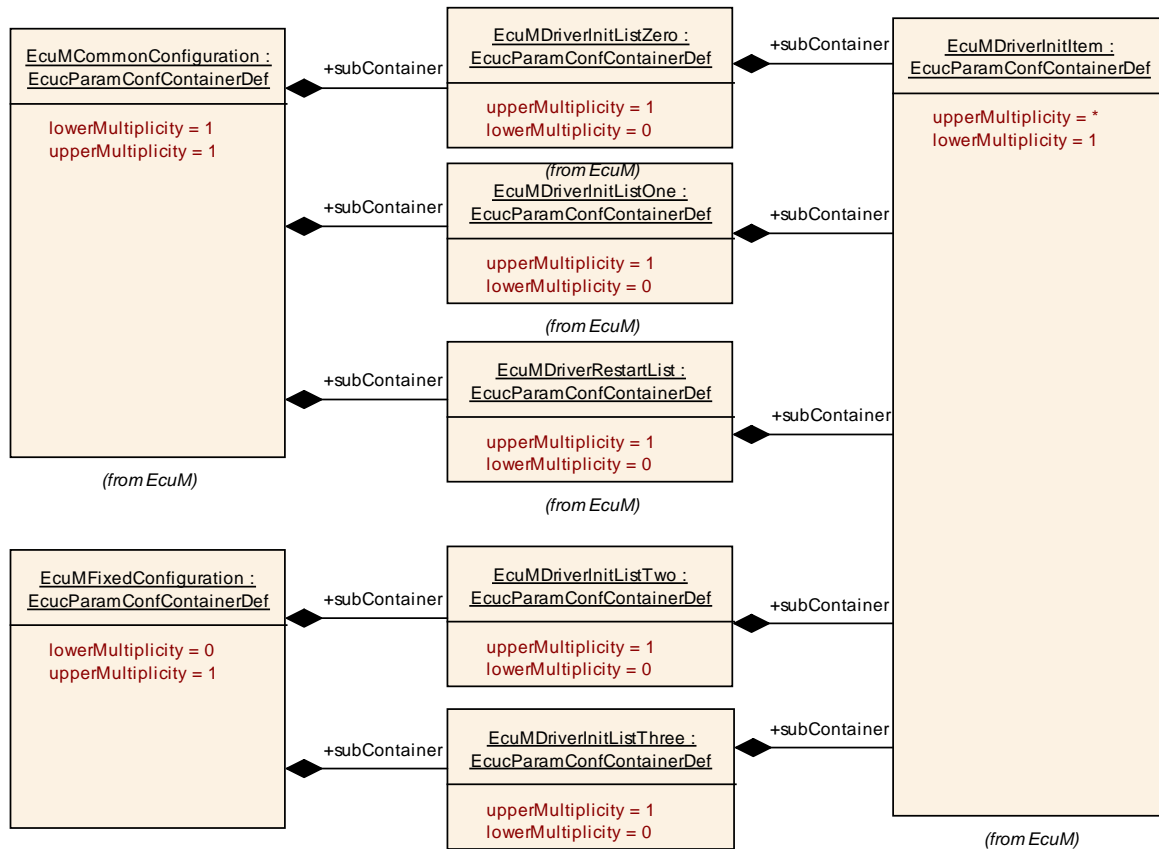 EcuMCommonConfiguration :
EcucParamConfContainerDef
lowerMultiplicity = 1
upperMultiplicity = 1
(from EcuM)
+subContainer
EcuMDriverInitListZero :
EcucParamConfContainerDef
upperMultiplicity = 1
lowerMultiplicity = 0
(from EcuM)
+subContainer
EcuMDriverInitItem :
EcucParamConfContainerDef
upperMultiplicity = *
lowerMultiplicity = 1
(from EcuM)
+subContainer
EcuMDriverInitListOne :
EcucParamConfContainerDef
upperMultiplicity = 1
lowerMultiplicity = 0
(from EcuM)
+subContainer
+subContainer
EcuMDriverRestartList :
EcucParamConfContainerDef
upperMultiplicity = 1
lowerMultiplicity = 0
(from EcuM)
+subContainer
EcuMFixedConfiguration :
EcucParamConfContainerDef
lowerMultiplicity = 0
upperMultiplicity = 1
+subContainer
EcuMDriverInitListTwo :
EcucParamConfContainerDef
upperMultiplicity = 1
lowerMultiplicity = 0
+subContainer
+subContainer
EcuMDriverInitListThree :
EcucParamConfContainerDef
upperMultiplicity = 1
lowerMultiplicity = 0
+subContainer